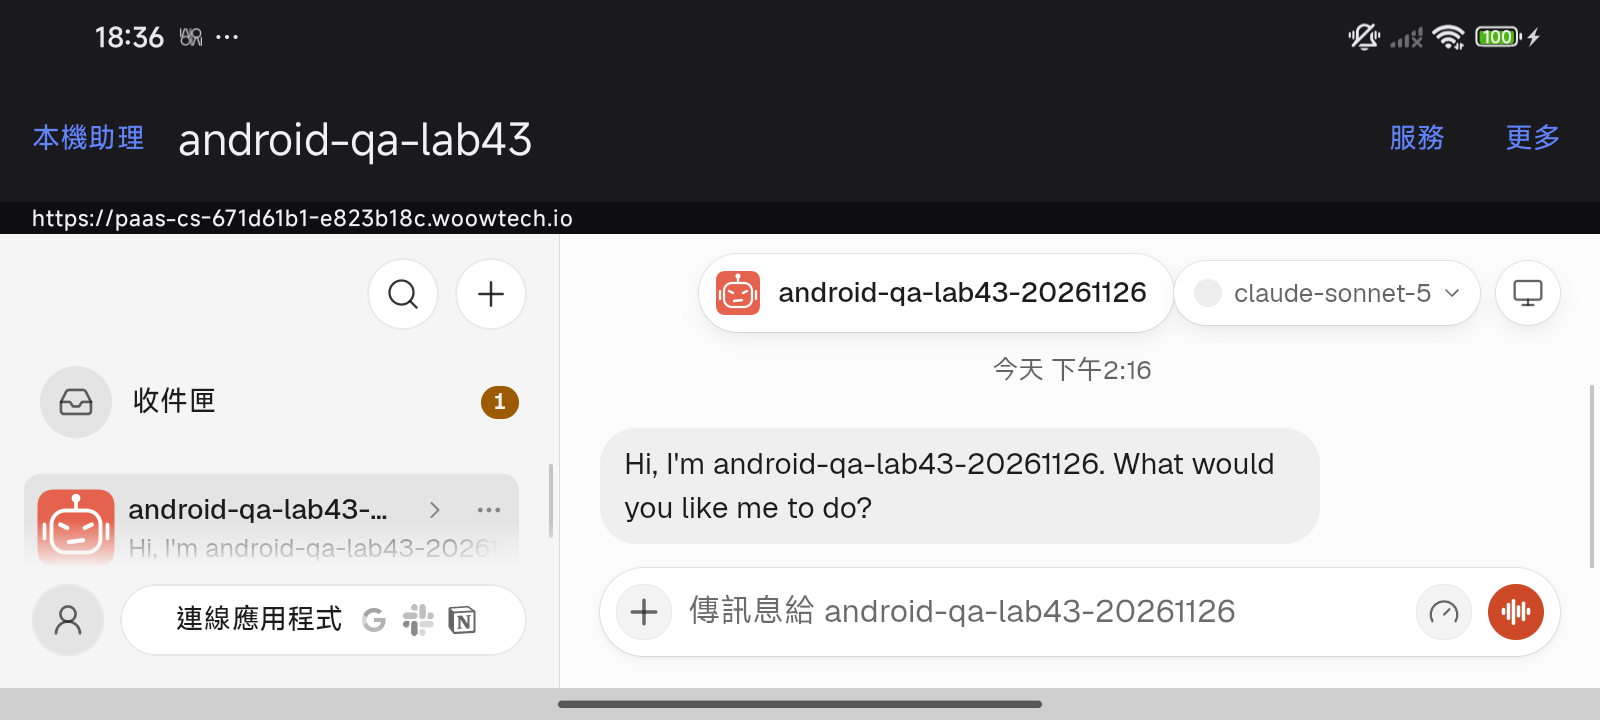 18:36
100
本機助理 android-qa-lab43 服務 更多
https://paas-cs-671d61b1-e823b18c.woowtech.io
android-qa-lab43-20261126 claude-sonnet-5
今天 下午2:16
收件匣 1
Hi, I'm android-qa-lab43-20261126. What would
you like me to do?
android-qa-lab43-...
Hi, I'm android-qa-lab43-20261
連線應用程式
傳訊息給 android-qa-lab43-20261126